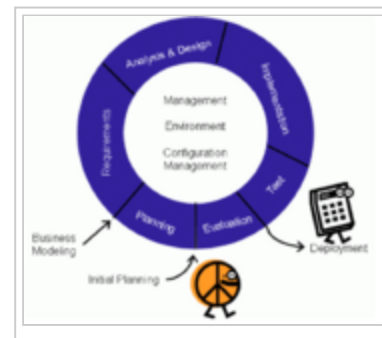 Analysis & Design
Implementation
Requirements
Management
Environment
Configuration
Management
Test
Planning
Evaluation
Business
Modeling
Initial Planning
Deployment